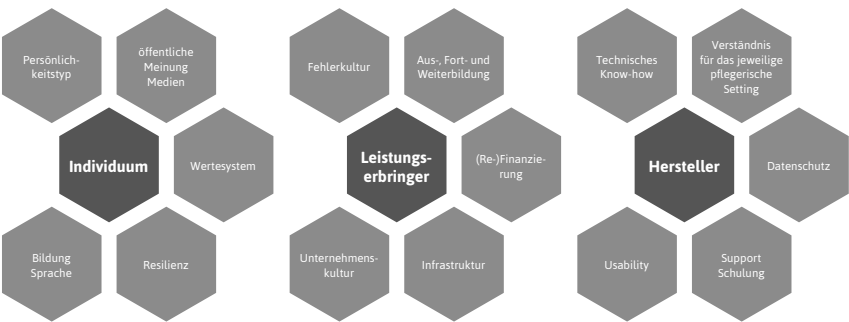 Persönlich-
keitstyp
öffentliche
Meinung
Medien
Individuum
Wertesystem
Bildung
Sprache
Resilienz
Fehlerkultur
Aus-, Fort- und
Weiterbildung
Leistungs-
erbringer
(Re-)Finanzie-
rung
Unternehmens-
kultur
Infrastruktur
Technisches
Know-how
Verständnis
für das jeweilige
pflegerische
Setting
Hersteller
Datenschutz
Usability
Support
Schulung